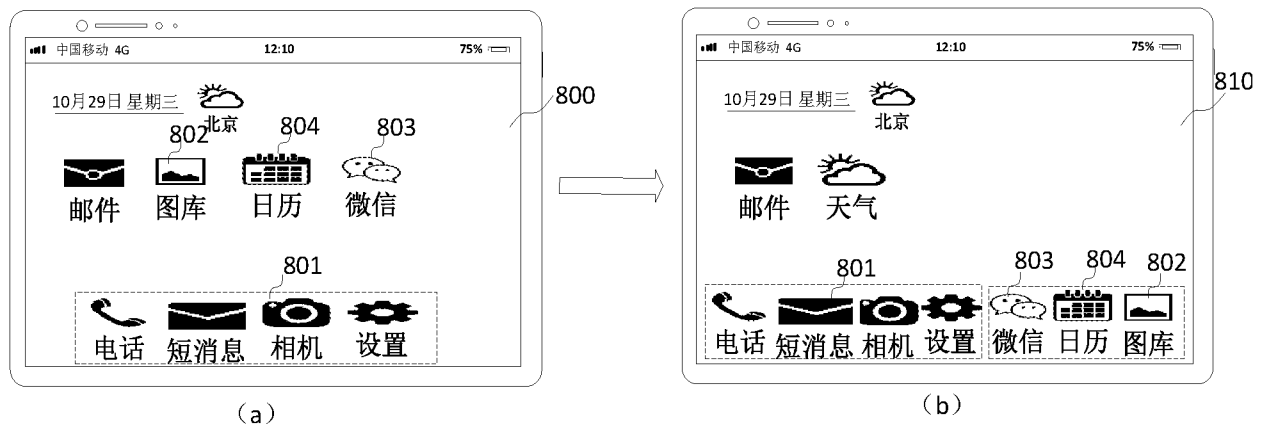 中国移动 4G 12:10 75%
10月29日 星期三
北京
800
802 804 803
邮件 图库 日历 微信
801
电话 短消息 相机 设置
(a)
中国移动 4G 12:10 75%
810
10月29日 星期三
北京
邮件 天气
801 803 804 802
电话 短消息 相机 设置 微信 日历 图库
(b)